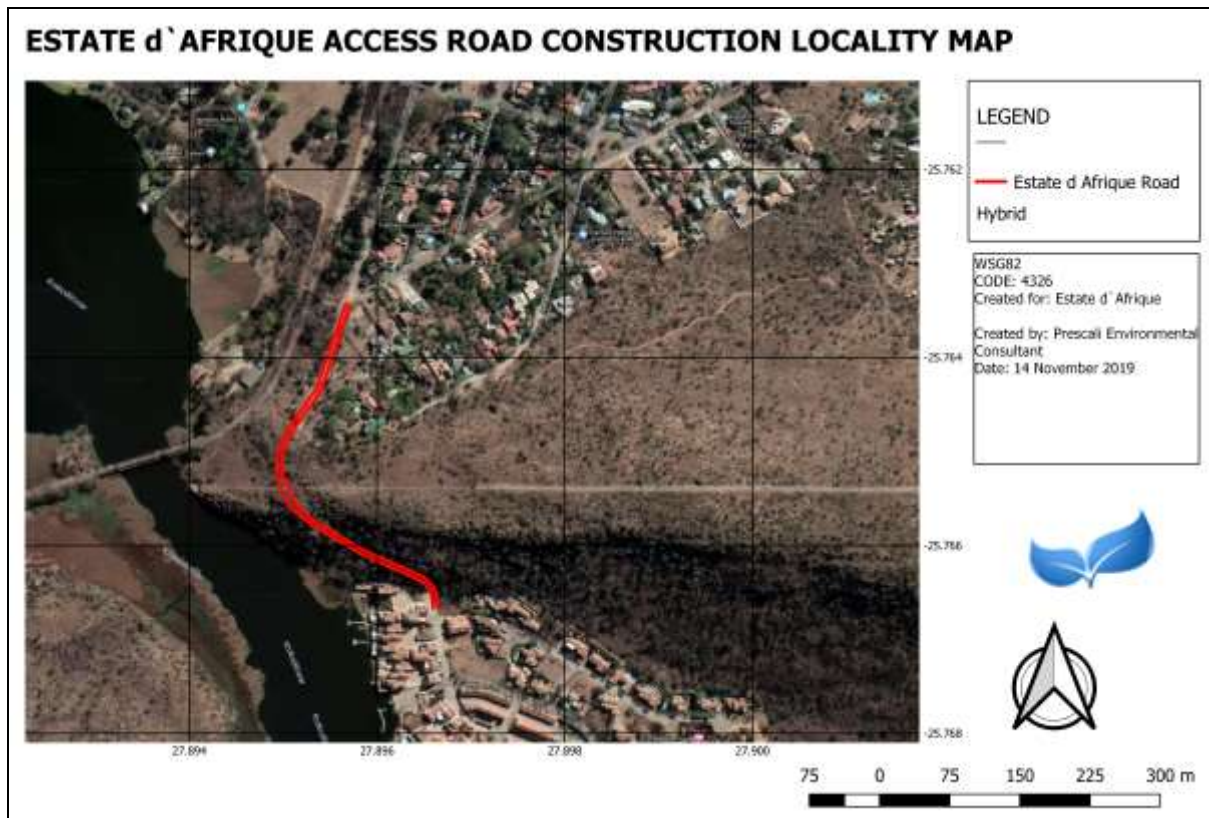 ESTATE d`AFRIQUE ACCESS ROAD CONSTRUCTION LOCALITY MAP
LEGEND
Estate d Afrique Road
Hybrid
WSG82
CODE: 4326
Created for: Estate d`Afrique
Created by: Prescali Environmental
Consultant
Date: 14 November 2019
-25.762
-25.764
-25.766
-25.768
27.894
27.896
27.898
27.900
75 0 75 150 225 300 m